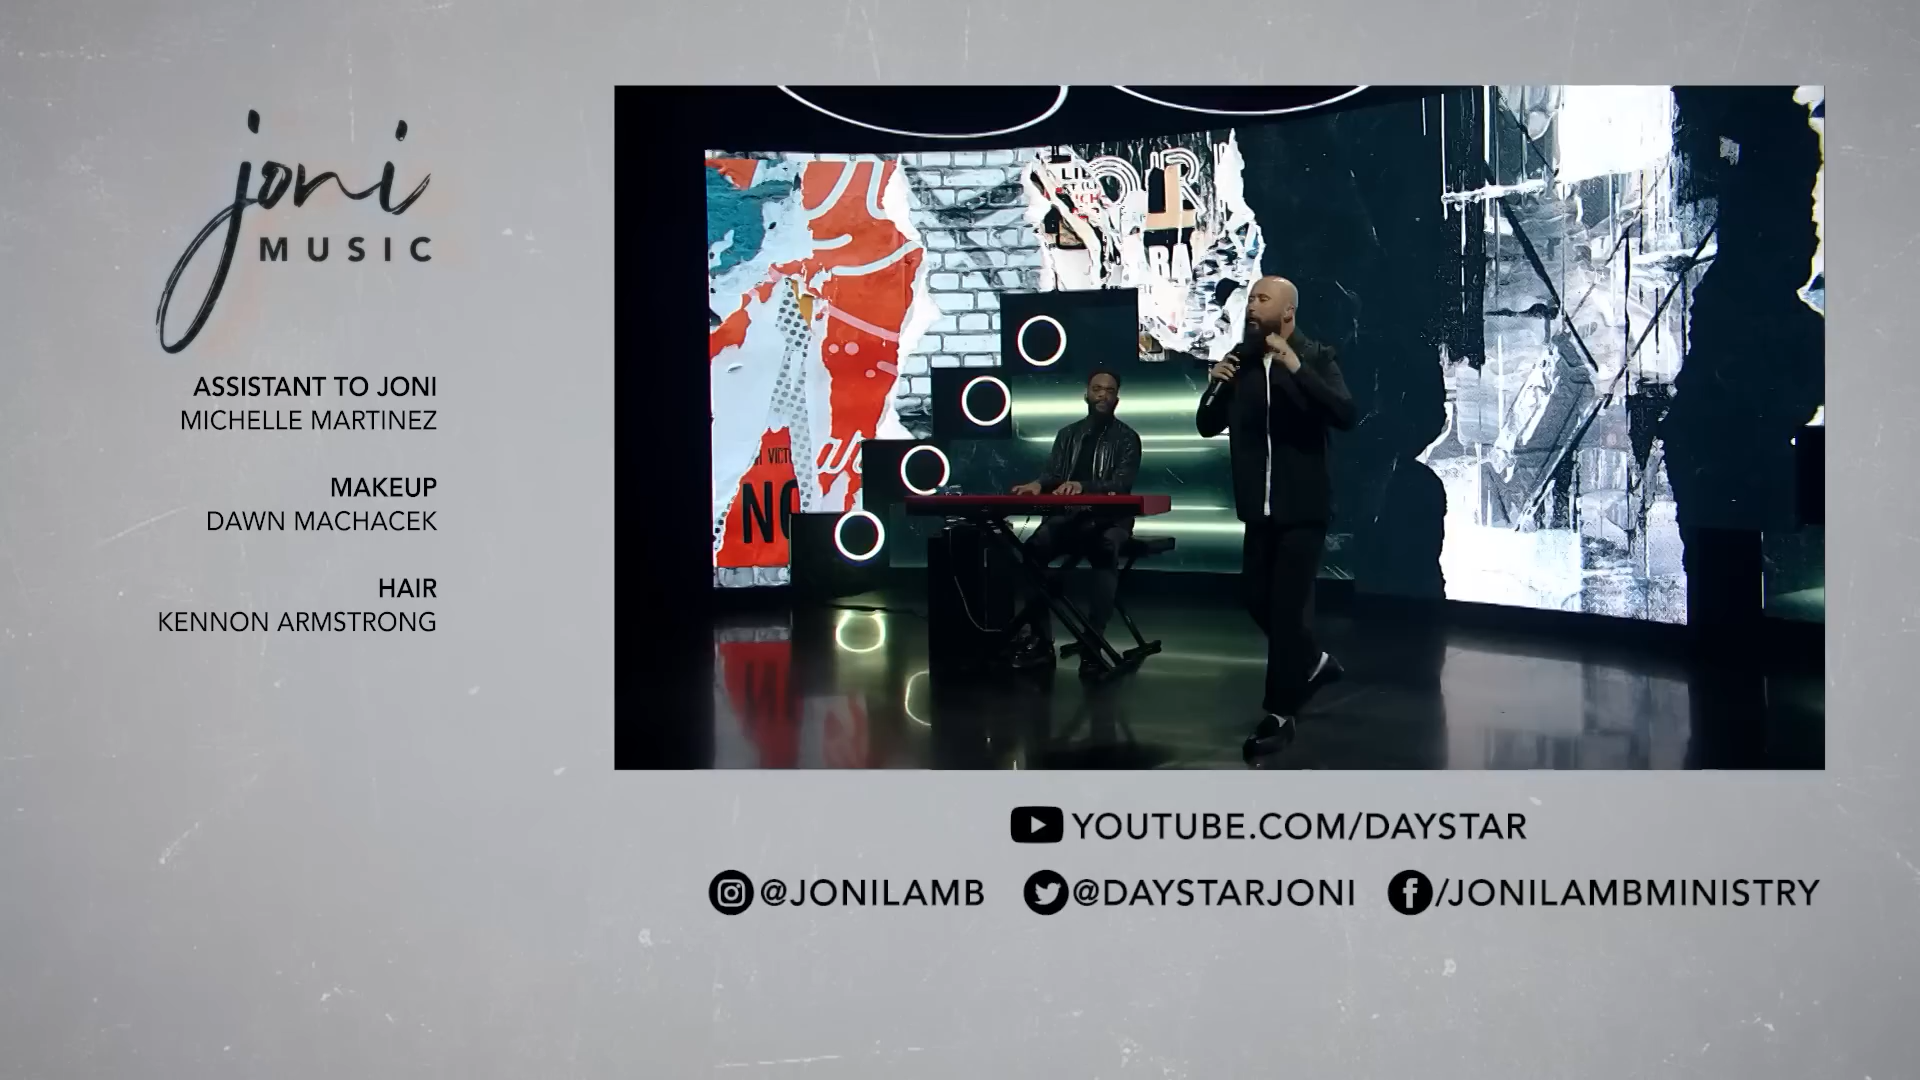 joni
MUSIC
ASSISTANT TO JONI
MICHELLE MARTINEZ
MAKEUP
DAWN MACHACEK
HAIR
KENNON ARMSTRONG
NO
YOUTUBE.COM/DAYSTAR
@JONILAMB
@DAYSTARJONI
/JONILAMBMINISTRY